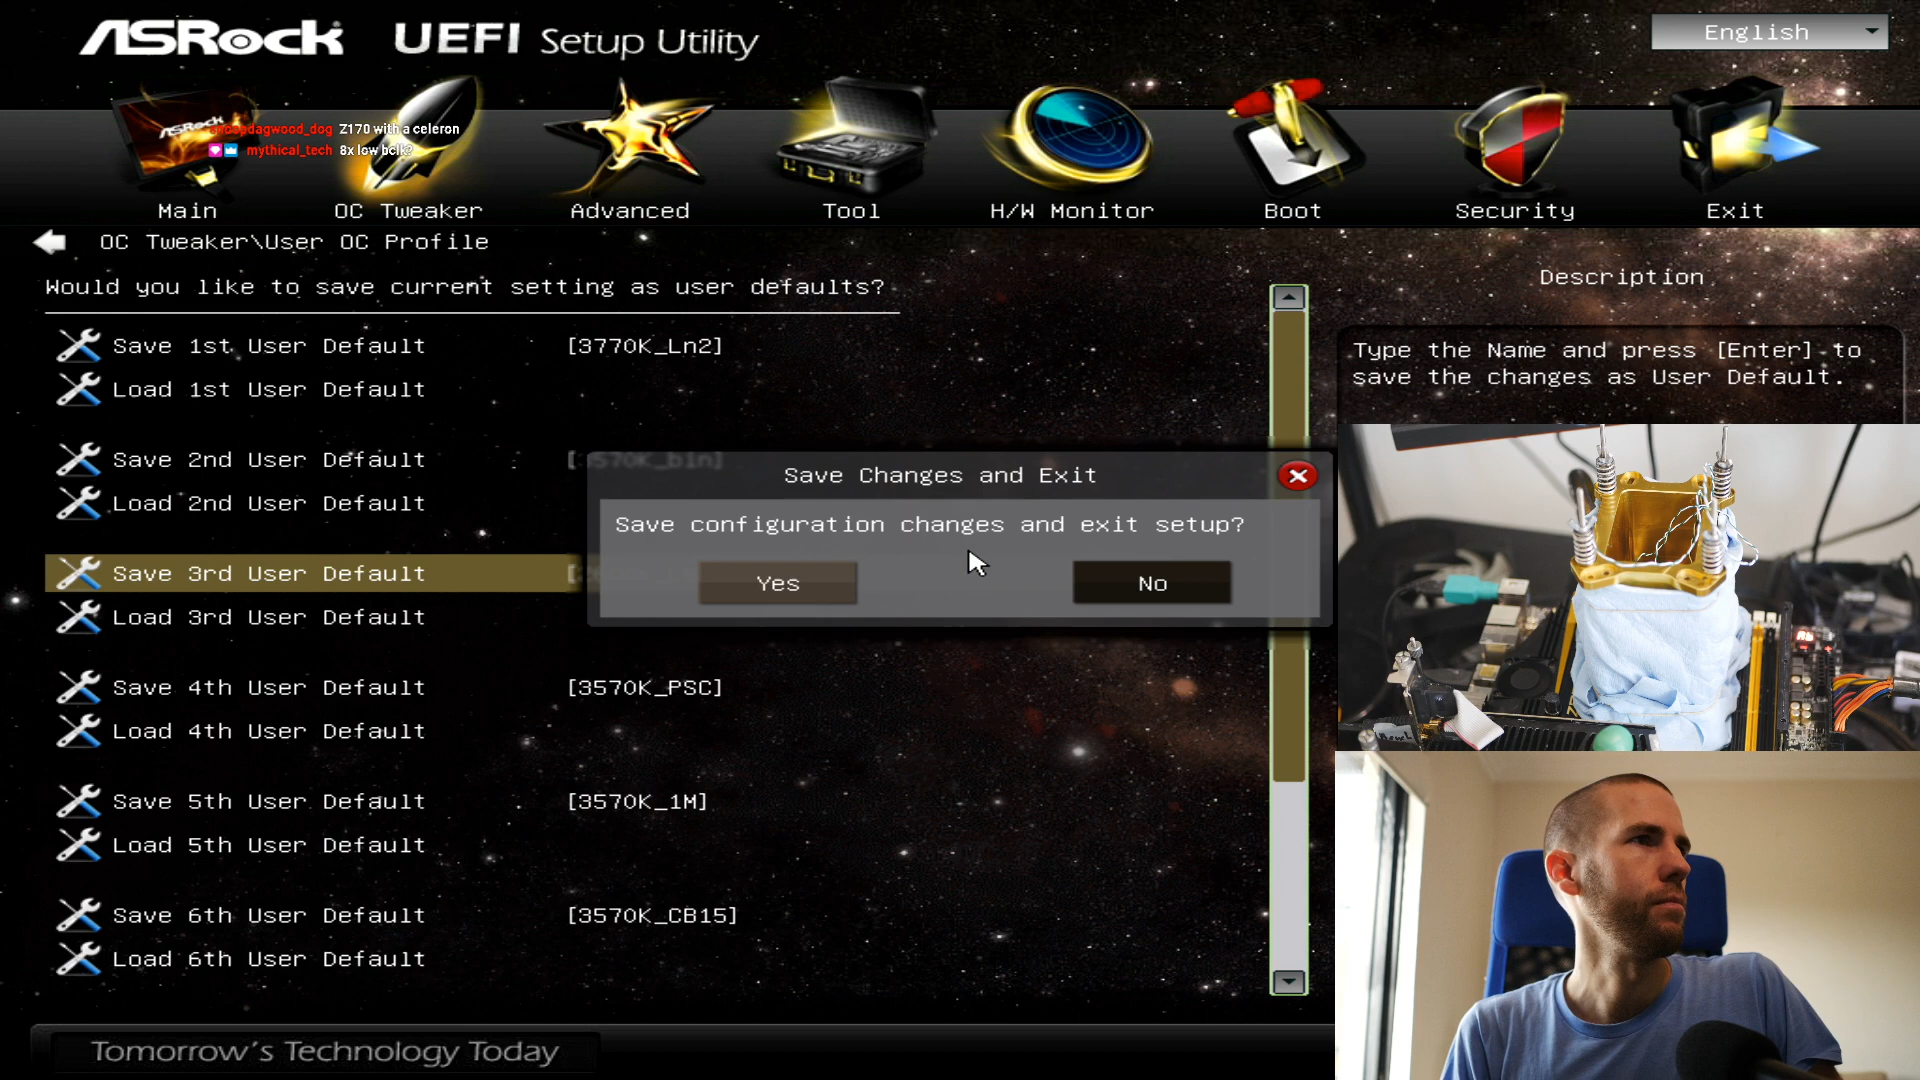 ASRock UEFI Setup Utility
English
ASRock
snoopdagwood_dog Z170 with a celeron
mythical_tech 8x low bclk?
Main
OC Tweaker
Advanced
Tool
H/W Monitor
Boot
Security
Exit
OC Tweaker\User OC Profile
Would you like to save current setting as user defaults?
Save 1st User Default [3770K_Ln2]
Load 1st User Default
Save 2nd User Default [3570K_bin]
Load 2nd User Default
Save 3rd User Default
Load 3rd User Default
Save 4th User Default [3570K_PSC]
Load 4th User Default
Save 5th User Default [3570K_1M]
Load 5th User Default
Save 6th User Default [3570K_CB15]
Load 6th User Default
Save Changes and Exit
Save configuration changes and exit setup?
Yes
No
Description
Type the Name and press [Enter] to
save the changes as User Default.
Tomorrow's Technology Today